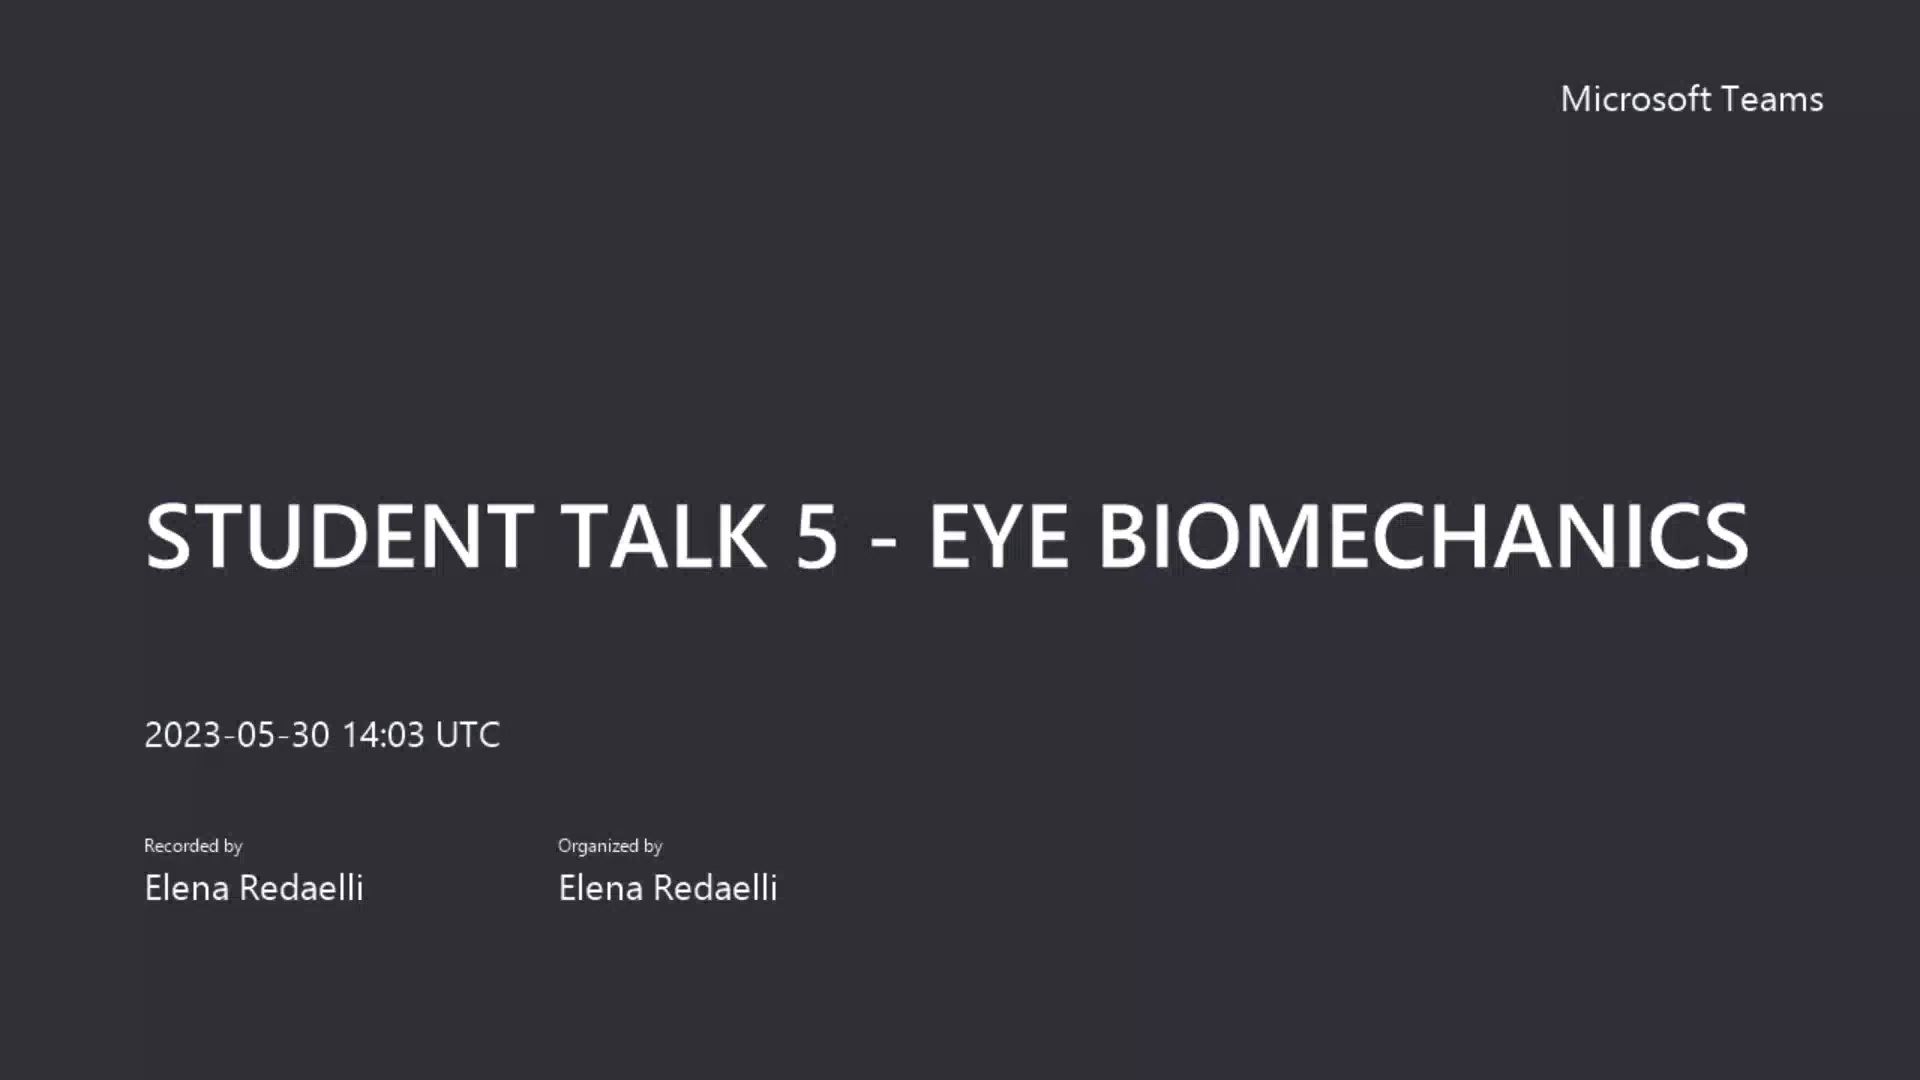 Microsoft Teams
STUDENT TALK 5 - EYE BIOMECHANICS
2023-05-30 14:03 UTC
Recorded by
Elena Redaelli
Organized by
Elena Redaelli